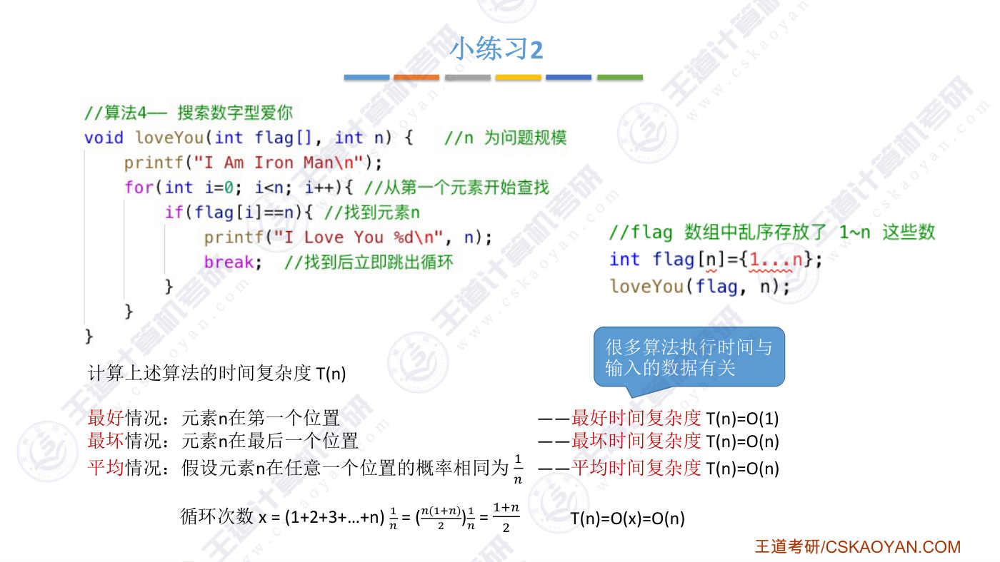 小练习2
//算法4—— 搜索数字型爱你
void loveYou(int flag[], int n) {   //n 为问题规模
    printf("I Am Iron Man\n");
    for(int i=0; i<n; i++){ //从第一个元素开始查找
        if(flag[i]==n){ //找到元素n
            printf("I Love You %d\n", n);
            break;  //找到后立即跳出循环
        }
    }
}
//flag 数组中乱序存放了 1~n 这些数
int flag[n]={1...n};
loveYou(flag, n);
很多算法执行时间与
输入的数据有关
计算上述算法的时间复杂度 T(n)
最好情况：元素n在第一个位置 ——最好时间复杂度 T(n)=O(1)
最坏情况：元素n在最后一个位置 ——最坏时间复杂度 T(n)=O(n)
平均情况：假设元素n在任意一个位置的概率相同为 1/n ——平均时间复杂度 T(n)=O(n)
循环次数 x = (1+2+3+…+n) 1/n = (n(1+n)/2) 1/n = (1+n)/2 T(n)=O(x)=O(n)
王道考研/CSKAOYAN.COM
王道计算机考研
www.cskaoyan.com